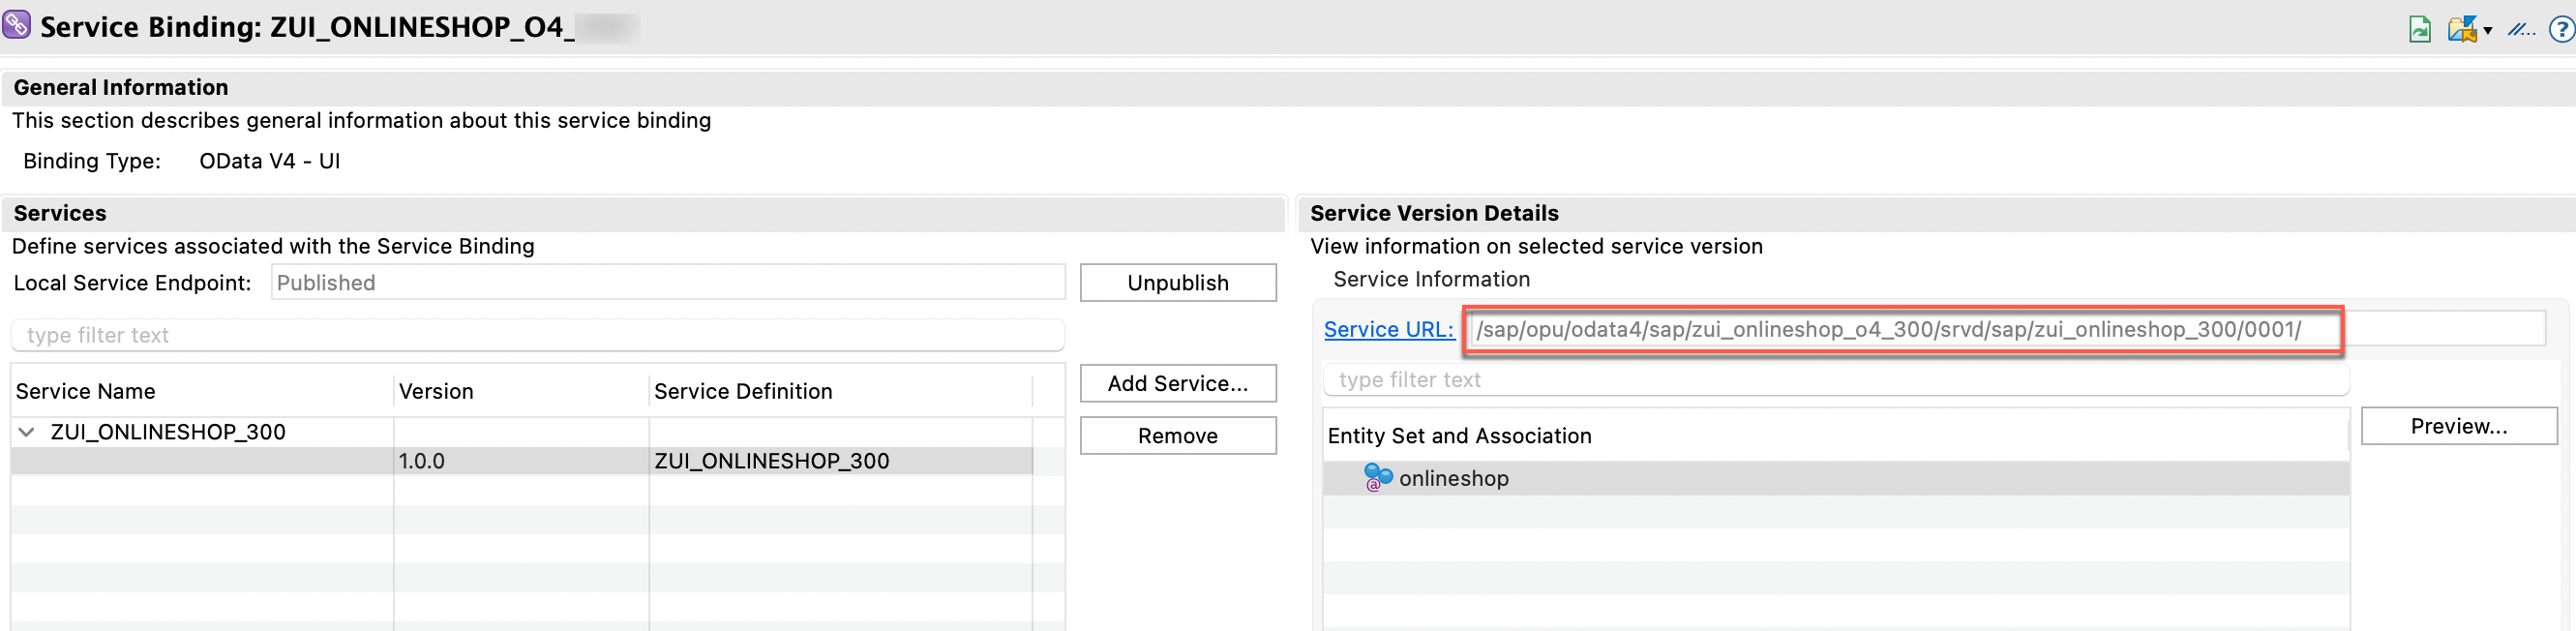 Service Binding: ZUI_ONLINESHOP_O4_
General Information
This section describes general information about this service binding
Binding Type: OData V4 - UI
Services
Define services associated with the Service Binding
Local Service Endpoint: Published Unpublish
type filter text
Service Name Version Service Definition Add Service...
ZUI_ONLINESHOP_300 Remove
1.0.0 ZUI_ONLINESHOP_300
Service Version Details
View information on selected service version
Service Information
Service URL: /sap/opu/odata4/sap/zui_onlineshop_o4_300/srvd/sap/zui_onlineshop_300/0001/
type filter text
Entity Set and Association Preview...
@ onlineshop